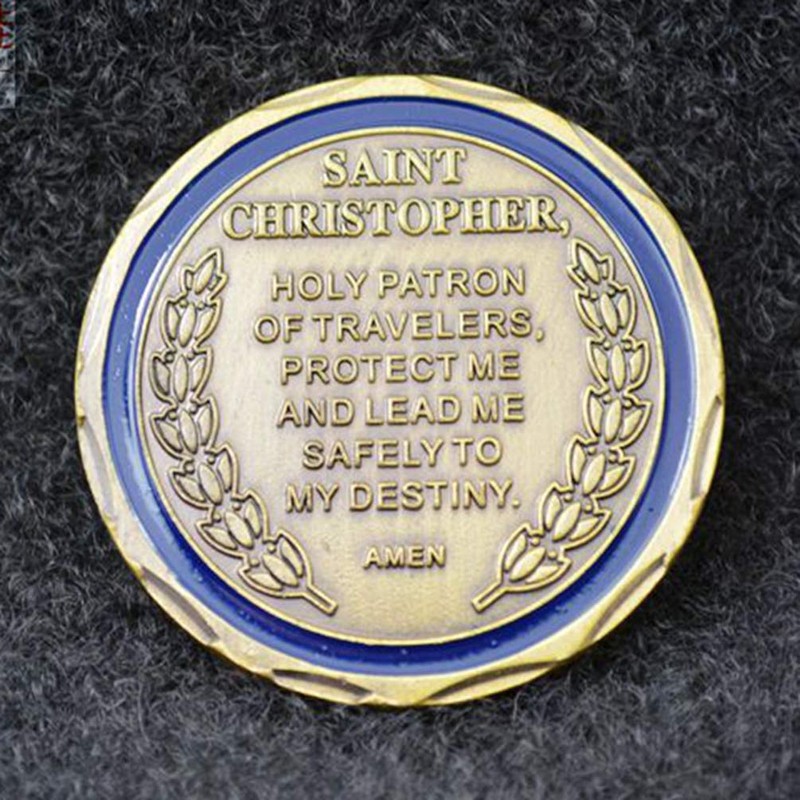 SAINT
CHRISTOPHER,
HOLY PATRON
OF TRAVELERS,
PROTECT ME
AND LEAD ME
SAFELY TO
MY DESTINY.
AMEN